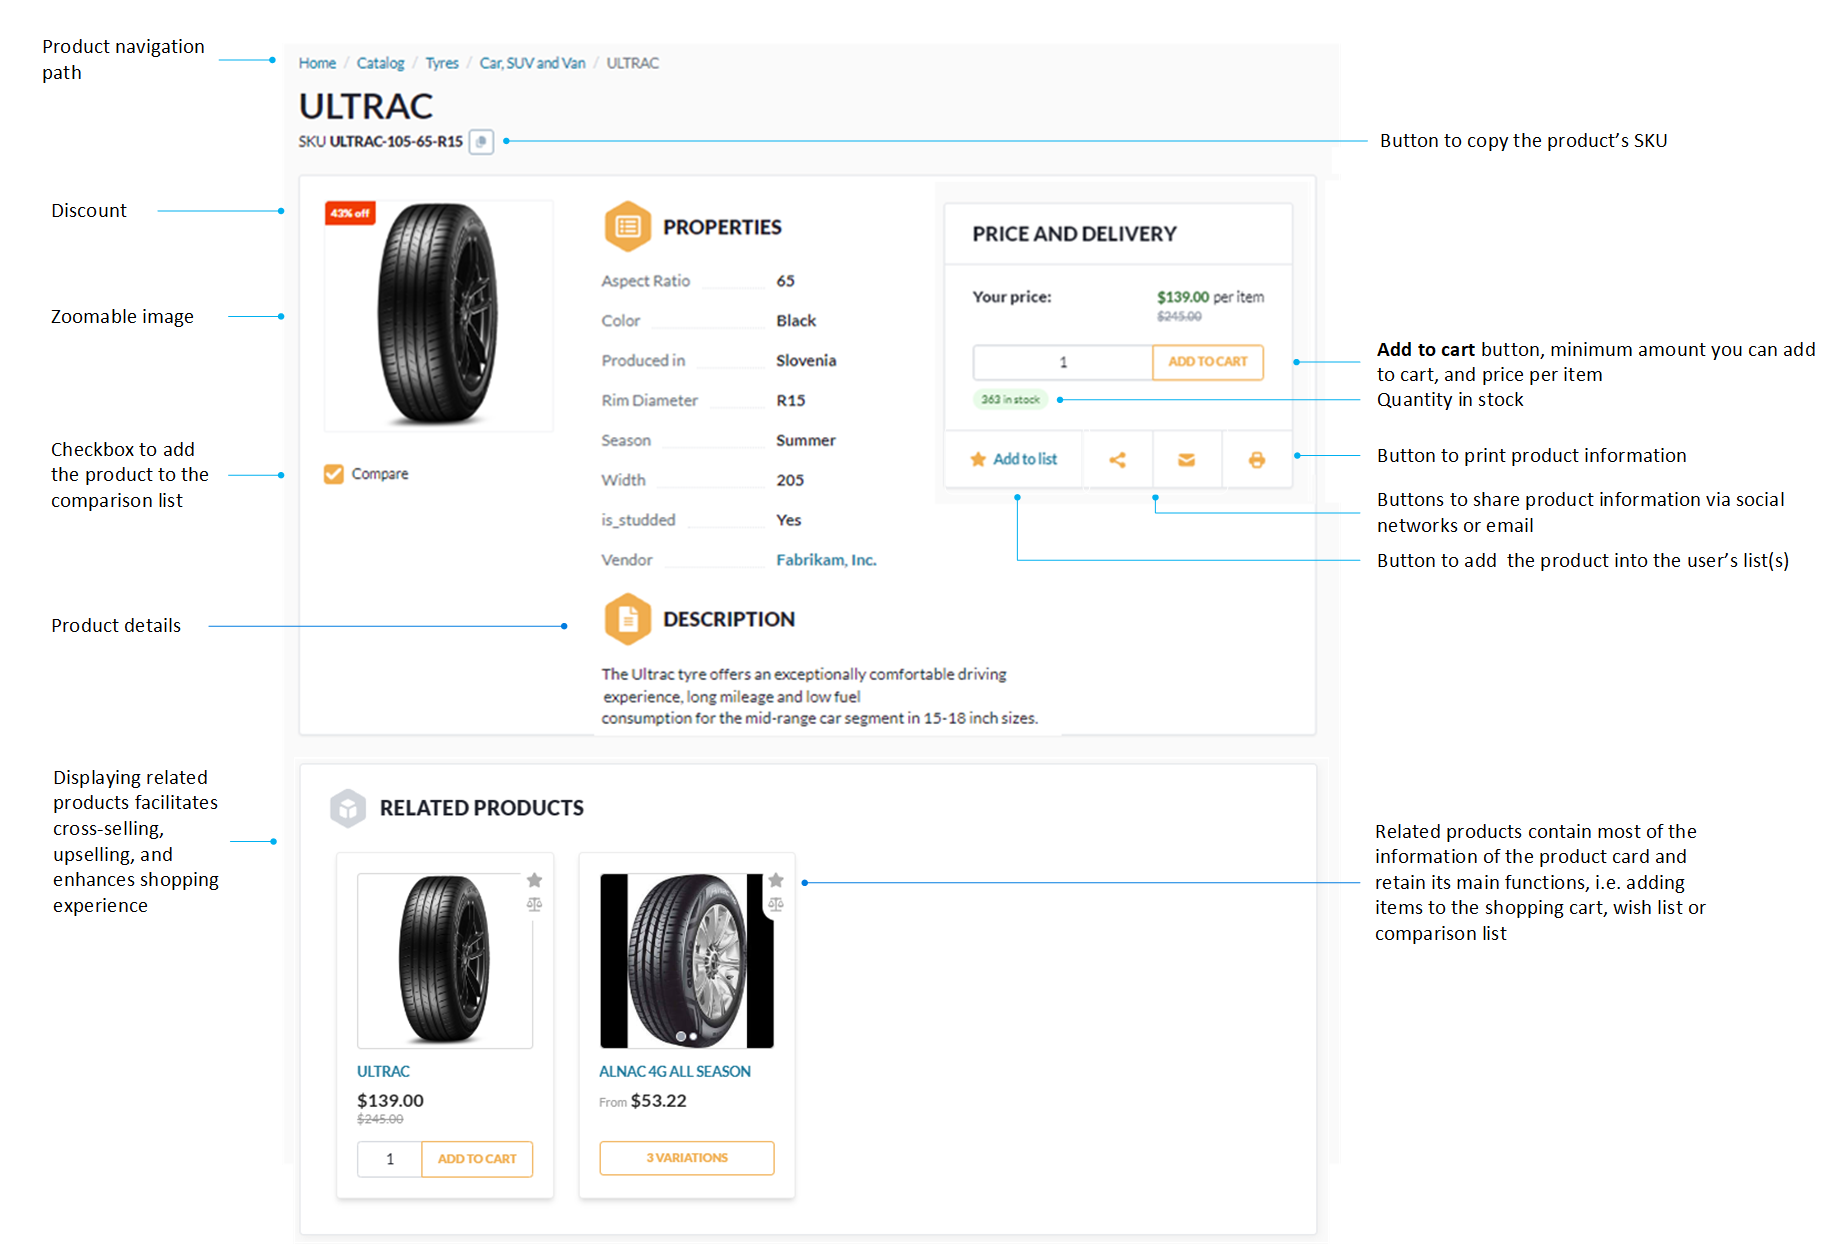 Product navigation
path
Home / Catalog / Tyres / Car, SUV and Van / ULTRAC
ULTRAC
SKU ULTRAC-105-65-R15
Button to copy the product's SKU
Discount
43% off
Zoomable image
Checkbox to add
the product to the
comparison list
Compare
PROPERTIES
Aspect Ratio 65
Color Black
Produced in Slovenia
Rim Diameter R15
Season Summer
Width 205
is_studded Yes
Vendor Fabrikam, Inc.
PRICE AND DELIVERY
Your price: $139.00 per item
$245.00
1 ADD TO CART
363 in stock
Add to list
Add to cart button, minimum amount you can add
to cart, and price per item
Quantity in stock
Button to print product information
Buttons to share product information via social
networks or email
Button to add  the product into the user's list(s)
Product details
DESCRIPTION
The Ultrac tyre offers an exceptionally comfortable driving
experience, long mileage and low fuel
consumption for the mid-range car segment in 15-18 inch sizes.
Displaying related
products facilitates
cross-selling,
upselling, and
enhances shopping
experience
RELATED PRODUCTS
ULTRAC
$139.00
$245.00
1 ADD TO CART
ALNAC 4G ALL SEASON
From $53.22
3 VARIATIONS
Related products contain most of the
information of the product card and
retain its main functions, i.e. adding
items to the shopping cart, wish list or
comparison list